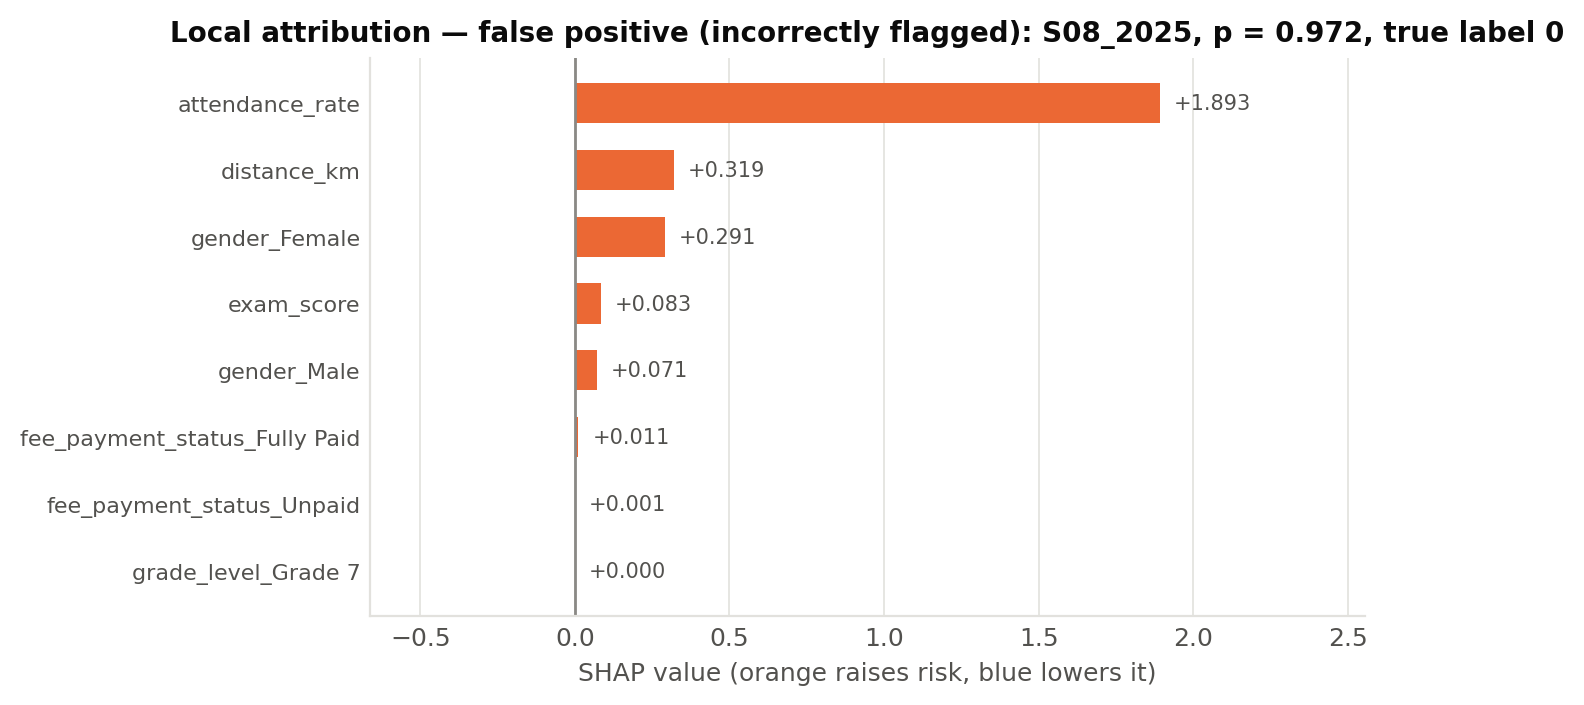 Local attribution — false positive (incorrectly flagged): S08_2025, p = 0.972, true label 0
attendance_rate +1.893
distance_km +0.319
gender_Female +0.291
exam_score +0.083
gender_Male +0.071
fee_payment_status_Fully Paid +0.011
fee_payment_status_Unpaid +0.001
grade_level_Grade 7 +0.000
−0.5 0.0 0.5 1.0 1.5 2.0 2.5
SHAP value (orange raises risk, blue lowers it)